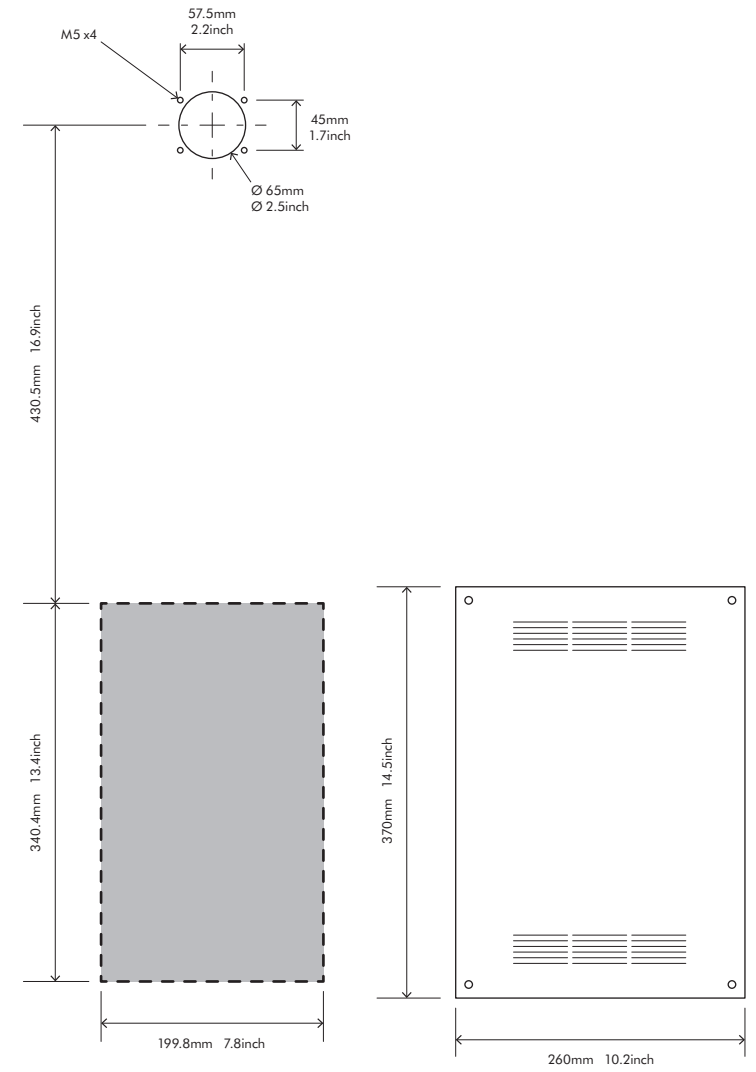 57.5mm
2.2inch
M5 x4
45mm
1.7inch
Ø 65mm
Ø 2.5inch
430.5mm 16.9inch
340.4mm 13.4inch
370mm 14.5inch
199.8mm 7.8inch
260mm 10.2inch